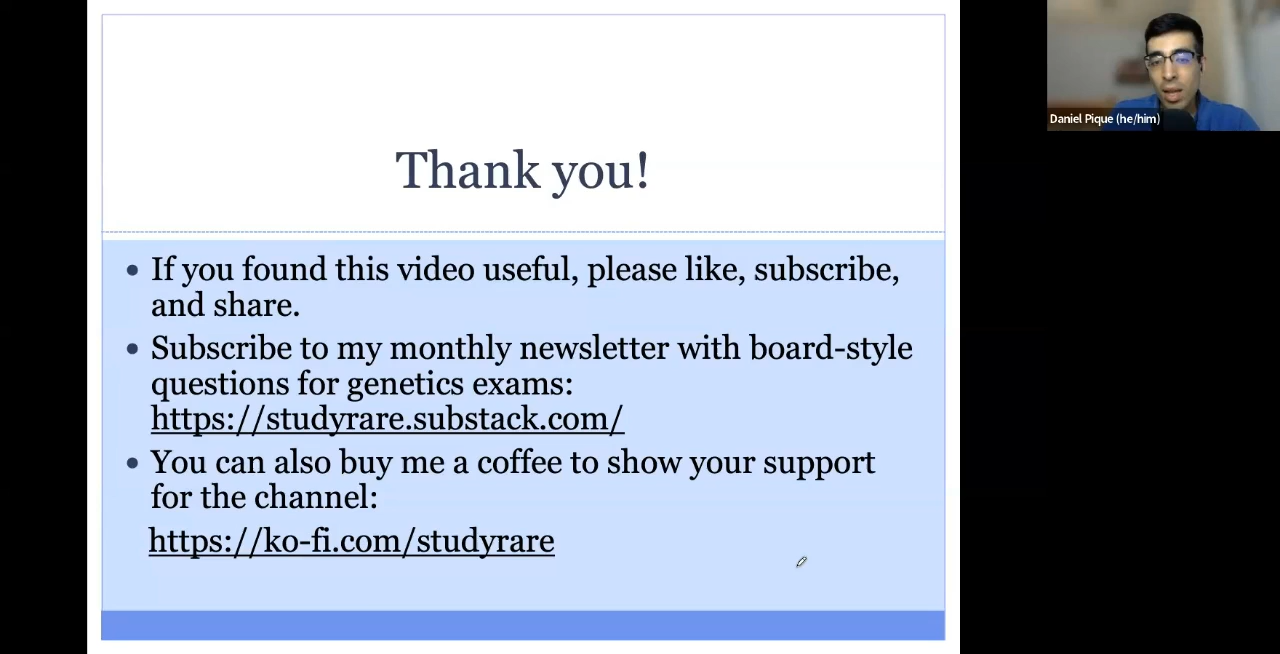 Thank you!
• If you found this video useful, please like, subscribe,
and share.
• Subscribe to my monthly newsletter with board-style
questions for genetics exams:
https://studyrare.substack.com/
• You can also buy me a coffee to show your support
for the channel:
https://ko-fi.com/studyrare
Daniel Pique (he/him)